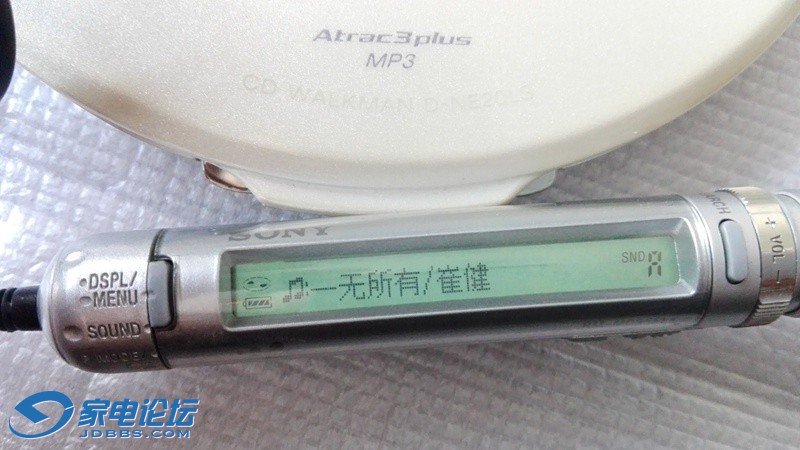 Atrac3plus
MP3
CD WALKMAN D-NE20LS
SONY
DSPL/
MENU
SOUND
P MODE/
一无所有/崔健
SND A
VOL
+
−
家电论坛
JDBBS.COM